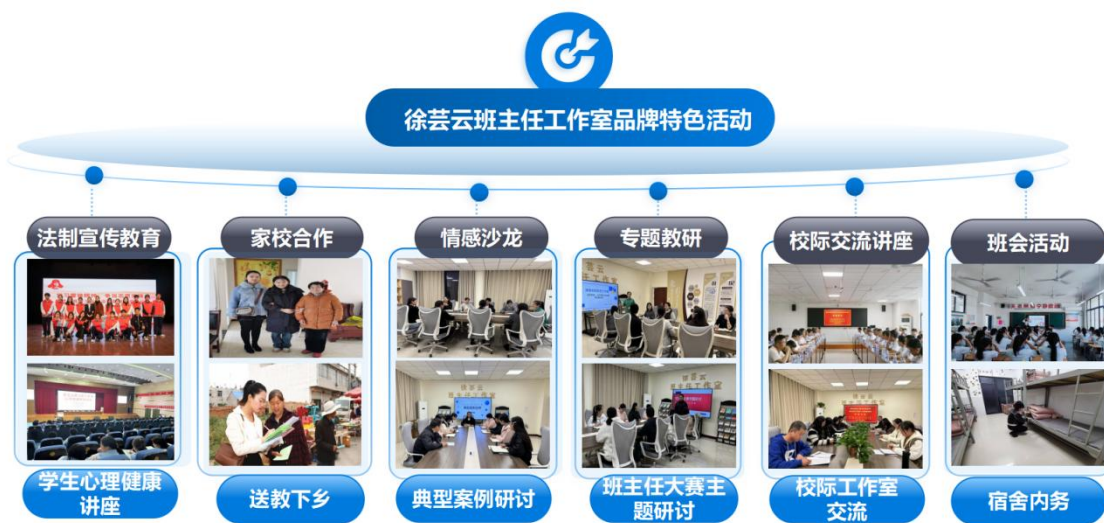 徐芸云班主任工作室品牌特色活动
法制宣传教育
家校合作
情感沙龙
专题教研
校际交流讲座
班会活动
学生心理健康
讲座
送教下乡
典型案例研讨
班主任大赛主
题研讨
校际工作室
交流
宿舍内务